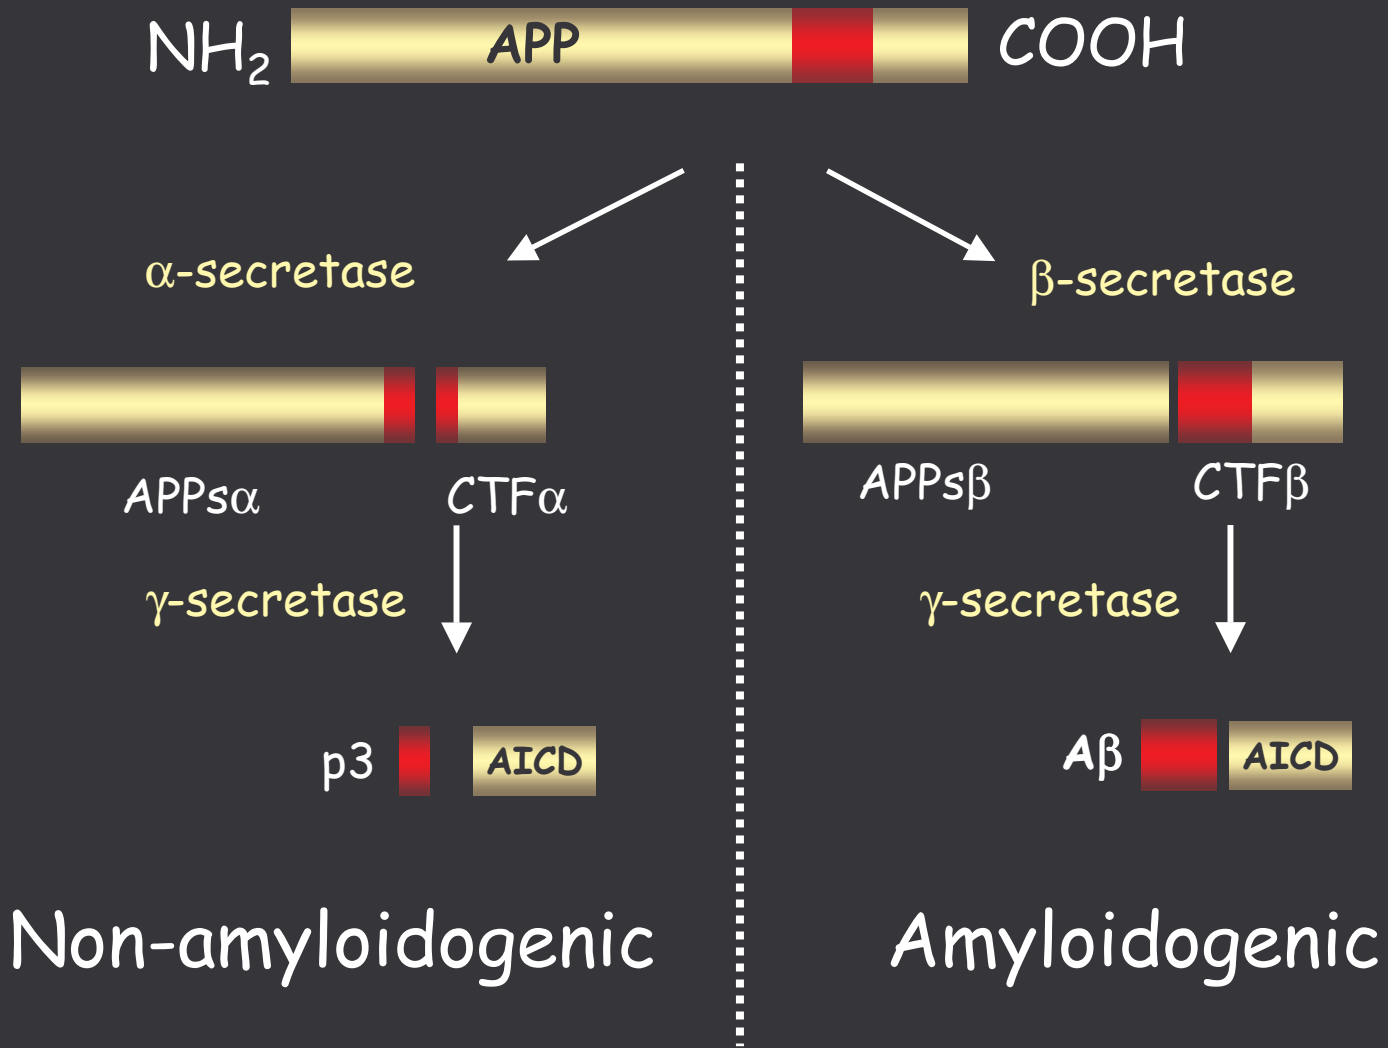 NH2 APP COOH
α-secretase
β-secretase
APPsα CTFα
APPsβ CTFβ
γ-secretase
γ-secretase
p3 AICD
Aβ AICD
Non-amyloidogenic
Amyloidogenic